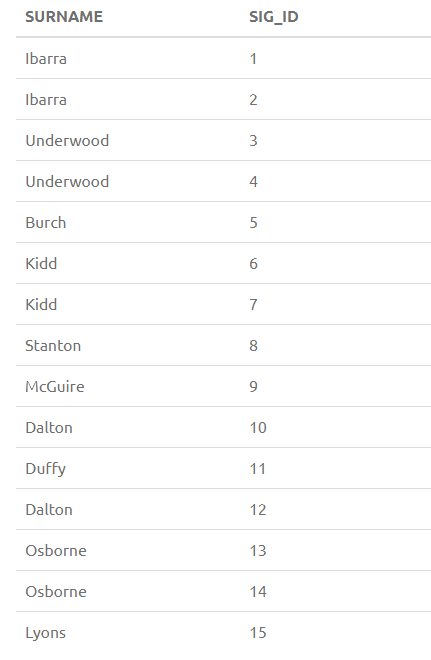 SURNAME SIG_ID
Ibarra 1
Ibarra 2
Underwood 3
Underwood 4
Burch 5
Kidd 6
Kidd 7
Stanton 8
McGuire 9
Dalton 10
Duffy 11
Dalton 12
Osborne 13
Osborne 14
Lyons 15